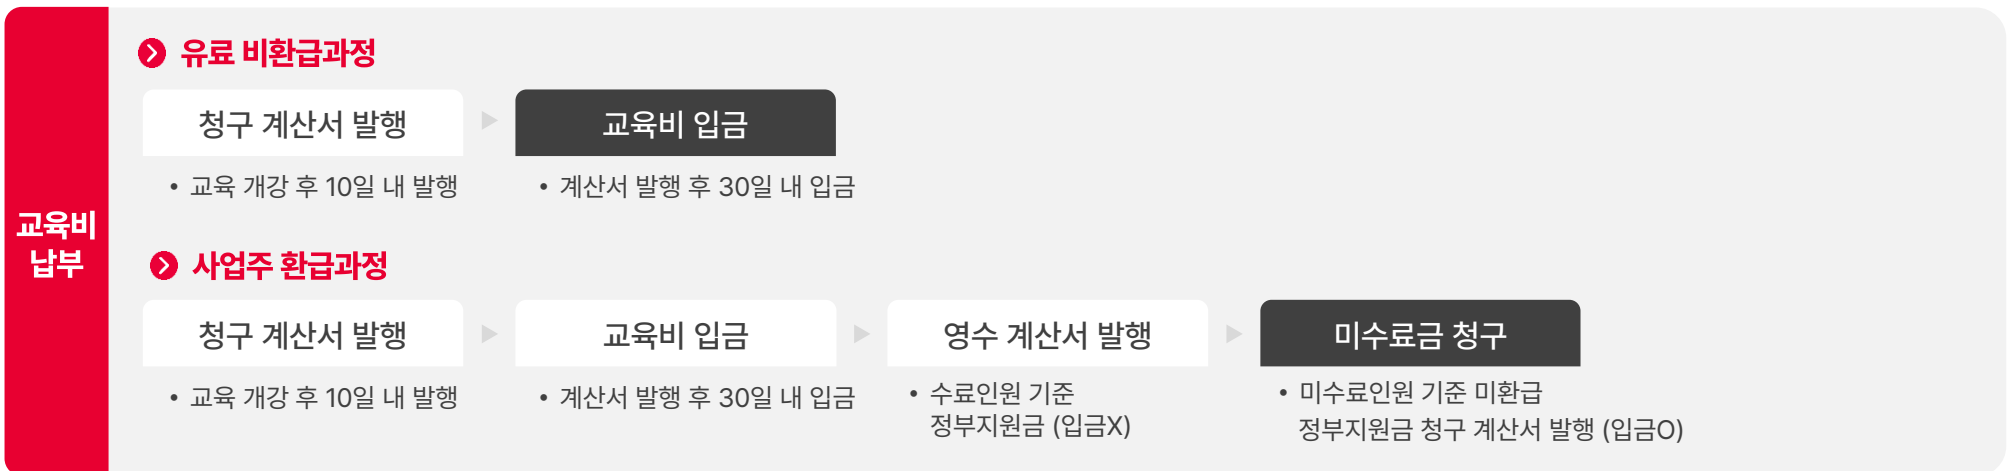 교육비
납부
유료 비환급과정
청구 계산서 발행
교육비 입금
• 교육 개강 후 10일 내 발행
• 계산서 발행 후 30일 내 입금
사업주 환급과정
청구 계산서 발행
교육비 입금
영수 계산서 발행
미수료금 청구
• 교육 개강 후 10일 내 발행
• 계산서 발행 후 30일 내 입금
• 수료인원 기준
정부지원금 (입금X)
• 미수료인원 기준 미환급
정부지원금 청구 계산서 발행 (입금O)